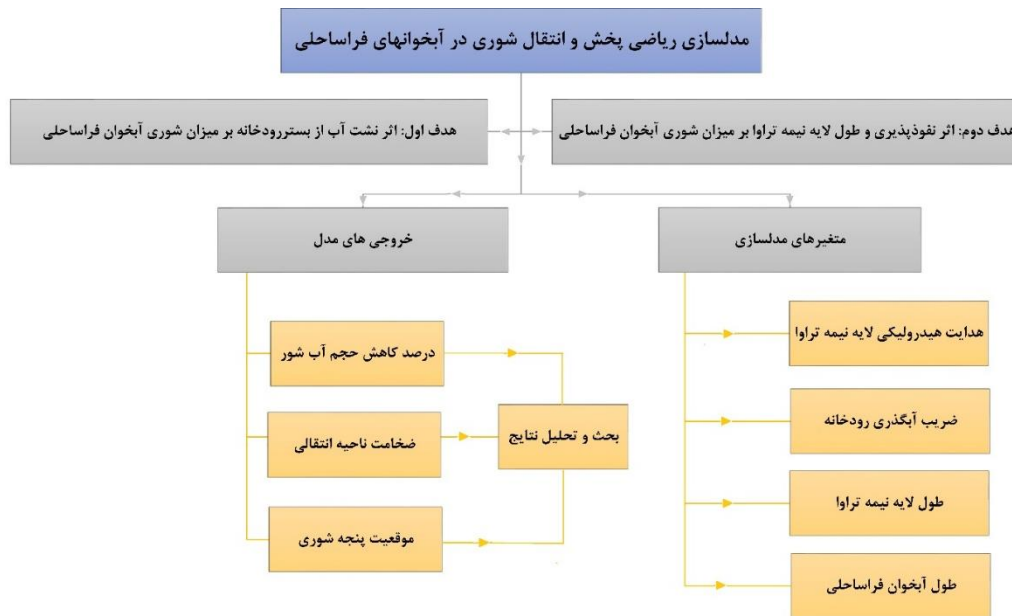 مدلسازی ریاضی پخش و انتقال شوری در آبخوانهای فراساحلی
هدف اول: اثر نشت آب از بستررودخانه بر میزان شوری آبخوان فراساحلی
هدف دوم: اثر نفوذپذیری و طول لایه نیمه تراوا بر میزان شوری آبخوان فراساحلی
متغیرهای مدلسازی
هدایت هیدرولیکی لایه نیمه تراوا
ضریب آبگذری رودخانه
طول لایه نیمه تراوا
طول آبخوان فراساحلی
خروجی های مدل
درصد کاهش حجم آب شور
ضخامت ناحیه انتقالی
موقعیت پنجه شوری
بحث و تحلیل نتایج